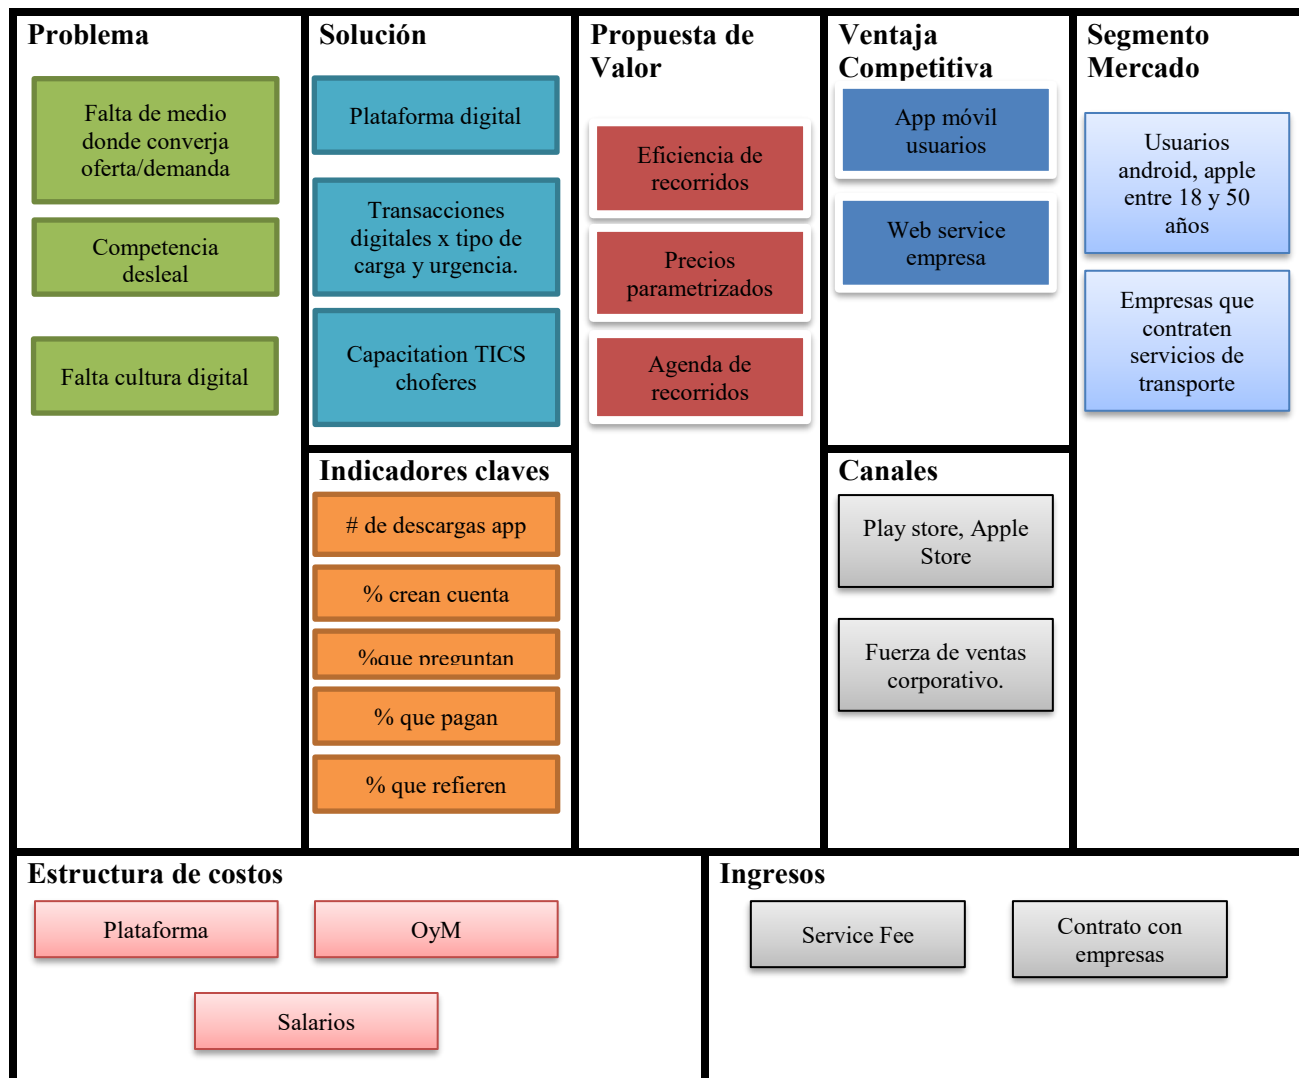 Problema
Falta de medio
donde converja
oferta/demanda
Competencia
desleal
Falta cultura digital
Solución
Plataforma digital
Transacciones
digitales x tipo de
carga y urgencia.
Capacitation TICS
choferes
Indicadores claves
# de descargas app
% crean cuenta
%que preguntan
% que pagan
% que refieren
Propuesta de
Valor
Eficiencia de
recorridos
Precios
parametrizados
Agenda de
recorridos
Ventaja
Competitiva
App móvil
usuarios
Web service
empresa
Canales
Play store, Apple
Store
Fuerza de ventas
corporativo.
Segmento
Mercado
Usuarios
android, apple
entre 18 y 50
años
Empresas que
contraten
servicios de
transporte
Estructura de costos
Plataforma
OyM
Salarios
Ingresos
Service Fee
Contrato con
empresas